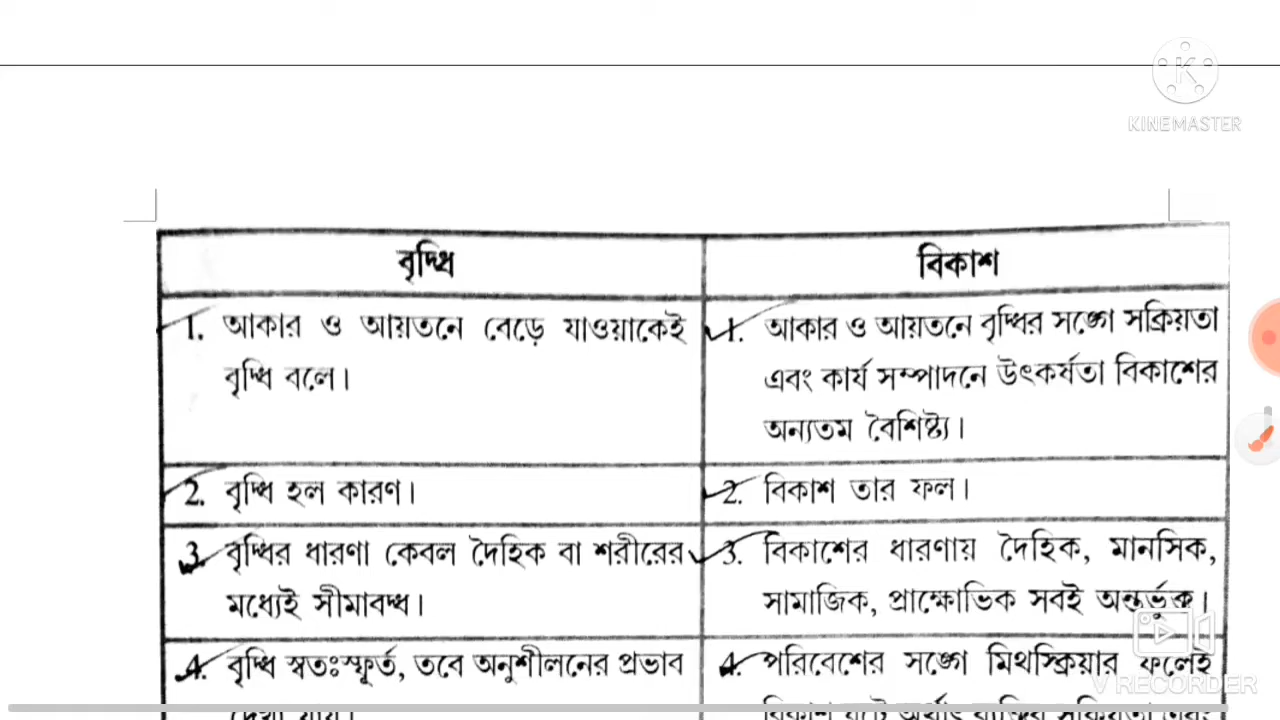 KINEMASTER
বৃদ্ধি
বিকাশ
1. আকার ও আয়তনে বেড়ে যাওয়াকেই
বৃদ্ধি বলে।
1. আকার ও আয়তনে বৃদ্ধির সঙ্গে সক্রিয়তা
এবং কার্য সম্পাদনে উৎকর্ষতা বিকাশের
অন্যতম বৈশিষ্ট্য।
2. বৃদ্ধি হল কারণ।
2. বিকাশ তার ফল।
3. বৃদ্ধির ধারণা কেবল দৈহিক বা শরীরের
মধ্যেই সীমাবদ্ধ।
3. বিকাশের ধারণায় দৈহিক, মানসিক,
সামাজিক, প্রাক্ষোভিক সবই অন্তর্ভুক্ত।
4. বৃদ্ধি স্বতঃস্ফূর্ত, তবে অনুশীলনের প্রভাব
দেখা যায়।
4. পরিবেশের সঙ্গে মিথস্ক্রিয়ার ফলেই
V RECORDER